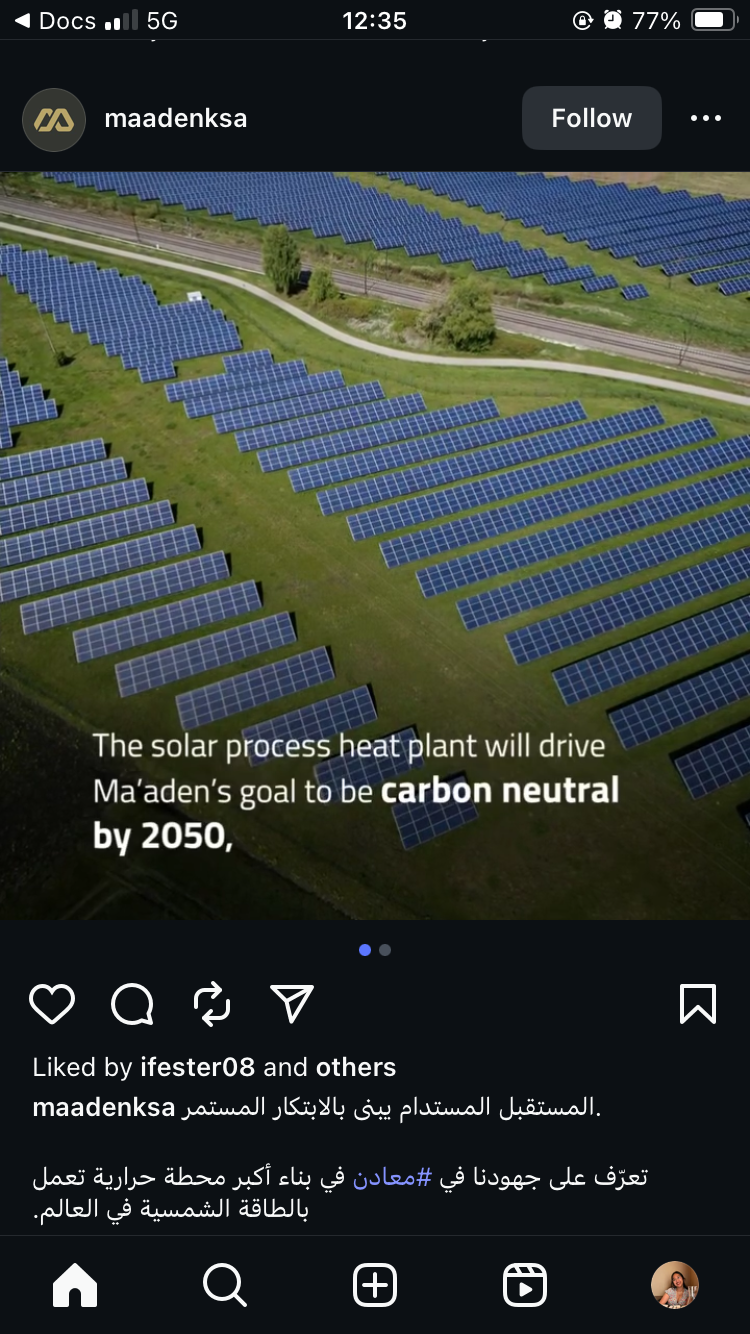 Docs 5G 12:35 77%
maadenksa Follow
The solar process heat plant will drive
Ma'aden's goal to be carbon neutral
by 2050,
Liked by ifester08 and others
maadenksa المستقبل المستدام يبنى بالابتكار المستمر.
تعرّف على جهودنا في #معادن في بناء أكبر محطة حرارية تعمل
بالطاقة الشمسية في العالم.